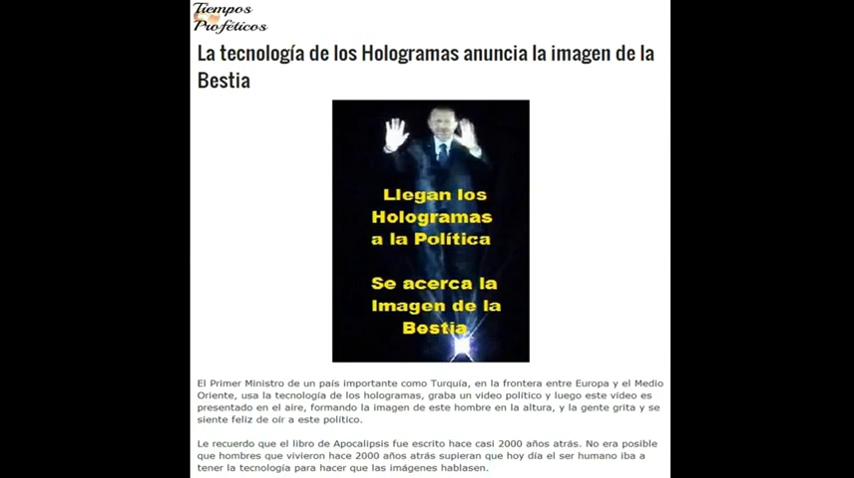 Tiempos
Proféticos
La tecnología de los Hologramas anuncia la imagen de la
Bestia
Llegan los
Hologramas
a la Política
Se acerca la
Imagen de la
Bestia
El Primer Ministro de un país importante como Turquía, en la frontera entre Europa y el Medio
Oriente, usa la tecnología de los hologramas, graba un video político y luego este vídeo es
presentado en el aire, formando la imagen de este hombre en la altura, y la gente grita y se
siente feliz de oír a este político.
Le recuerdo que el libro de Apocalipsis fue escrito hace casi 2000 años atrás. No era posible
que hombres que vivieron hace 2000 años atrás supieran que hoy día el ser humano iba a
tener la tecnología para hacer que las imágenes hablasen.